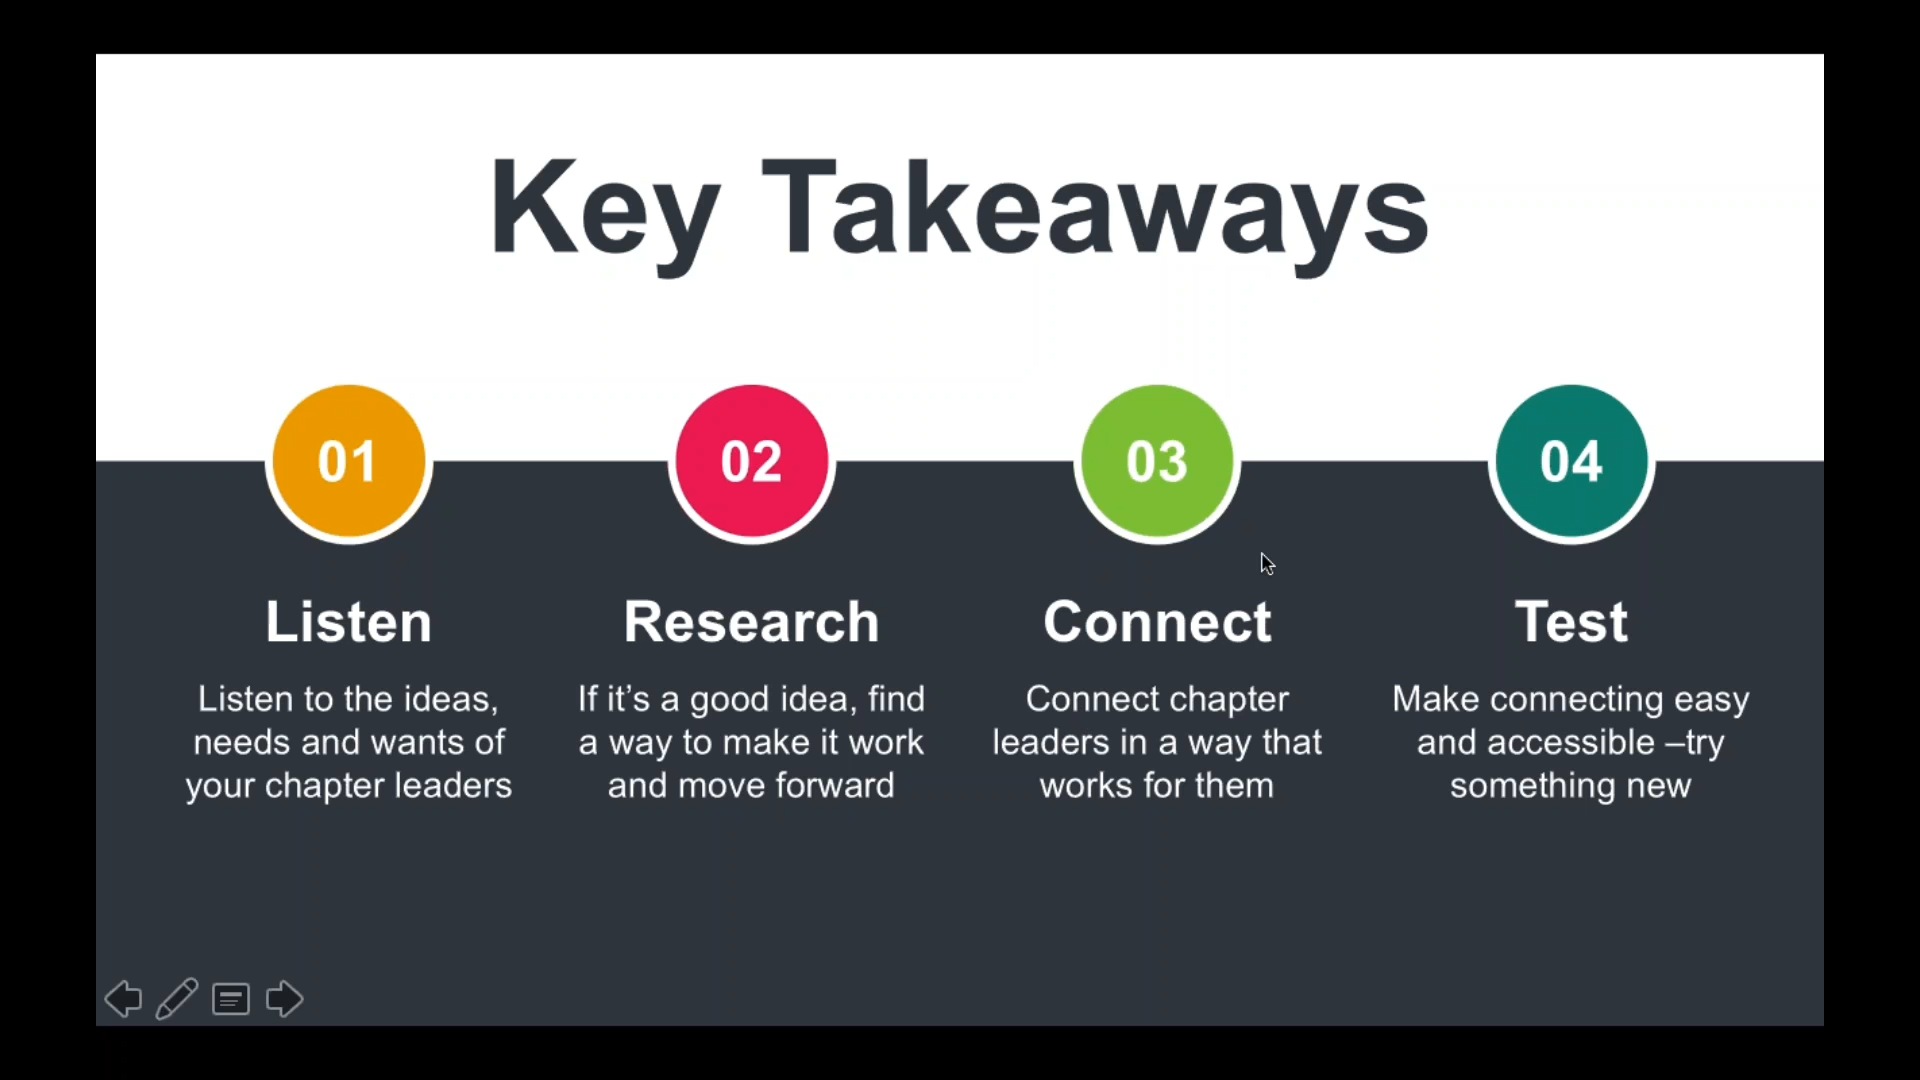 Key Takeaways
01
02
03
04
Listen
Research
Connect
Test
Listen to the ideas,
needs and wants of
your chapter leaders
If it’s a good idea, find
a way to make it work
and move forward
Connect chapter
leaders in a way that
works for them
Make connecting easy
and accessible –try
something new